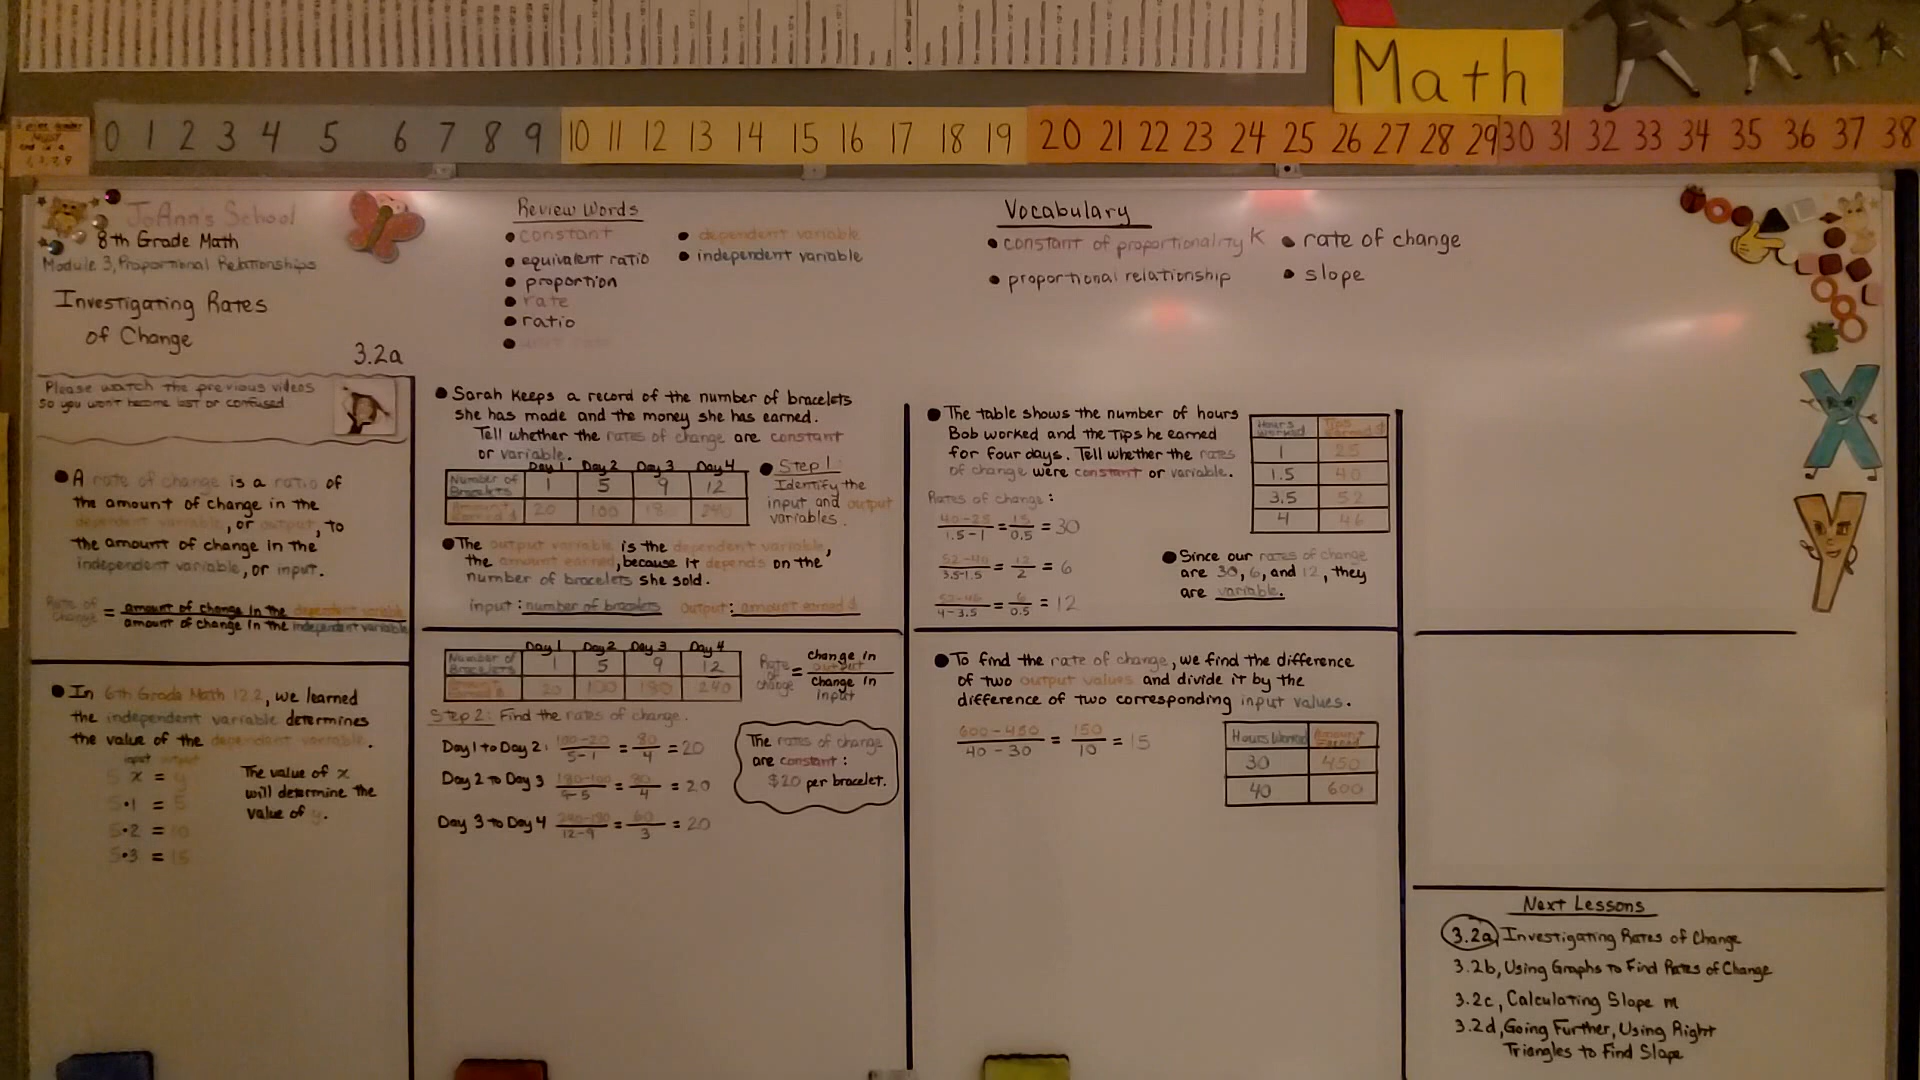 Math
0 1 2 3 4 5 6 7 8 9 10 11 12 13 14 15 16 17 18 19 20 21 22 23 24 25 26 27 28 29 30 31 32 33 34 35 36 37 38
JoAnn's School
8th Grade Math
Module 3, Proportional Relationships
Investigating Rates
of Change
3.2a
Review Words
• constant
• equivalent ratio
• proportion
• rate
• ratio
• dependent variable
• independent variable
Vocabulary
• constant of proportionality K
• proportional relationship
• rate of change
• slope
Please watch the previous videos
so you won't become lost or confused
• A rate of change is a ratio of
the amount of change in the
dependent variable, or output, to
the amount of change in the
independent variable, or input.
Rate of Change = amount of change in the dependent variable
amount of change in the independent variable
• In 6th Grade Math 12.2, we learned
the independent variable determines
the value of the dependent variable.
input output
5 x = y
5•1 = 5
5•2 = 10
5•3 = 15
The value of x
will determine the
value of y.
• Sarah keeps a record of the number of bracelets
she has made and the money she has earned.
Tell whether the rates of change are constant
or variable.
Day 1 Day 2 Day 3 Day 4
Number of Bracelets 1 5 9 12
Amount Earned $ 20 100 180 240
• Step 1:
Identify the
input and output
variables.
• The output variable is the dependent variable,
the amount earned, because it depends on the
number of bracelets she sold.
input: number of bracelets output: amount earned $
Day 1 Day 2 Day 3 Day 4
Number of Bracelets 1 5 9 12
20 100 180 240
Rate of change = change in output
change in input
Step 2: Find the rates of change.
Day 1 to Day 2: 100-20/5-1 = 80/4 = 20
Day 2 to Day 3 180-100/9-5 = 80/4 = 20
Day 3 to Day 4 240-180/12-9 = 60/3 = 20
The rates of change
are constant:
$20 per bracelet.
• The table shows the number of hours
Bob worked and the tips he earned
for four days. Tell whether the rates
of change were constant or variable.
Hours Worked Tips Earned $
1 25
1.5 40
3.5 52
4 46
Rates of change:
40-25/1.5-1 = 15/0.5 = 30
52-40/3.5-1.5 = 12/2 = 6
52-46/4-3.5 = 6/0.5 = 12
• Since our rates of change
are 30, 6, and 12, they
are variable.
• To find the rate of change, we find the difference
of two output values and divide it by the
difference of two corresponding input values.
600-450/40-30 = 150/10 = 15
Hours Worked Amount Earned
30 450
40 600
Next Lessons
3.2a, Investigating Rates of Change
3.2b, Using Graphs to Find Rates of Change
3.2c, Calculating Slope m
3.2d, Going Further, Using Right
Triangles to Find Slope
X
Y